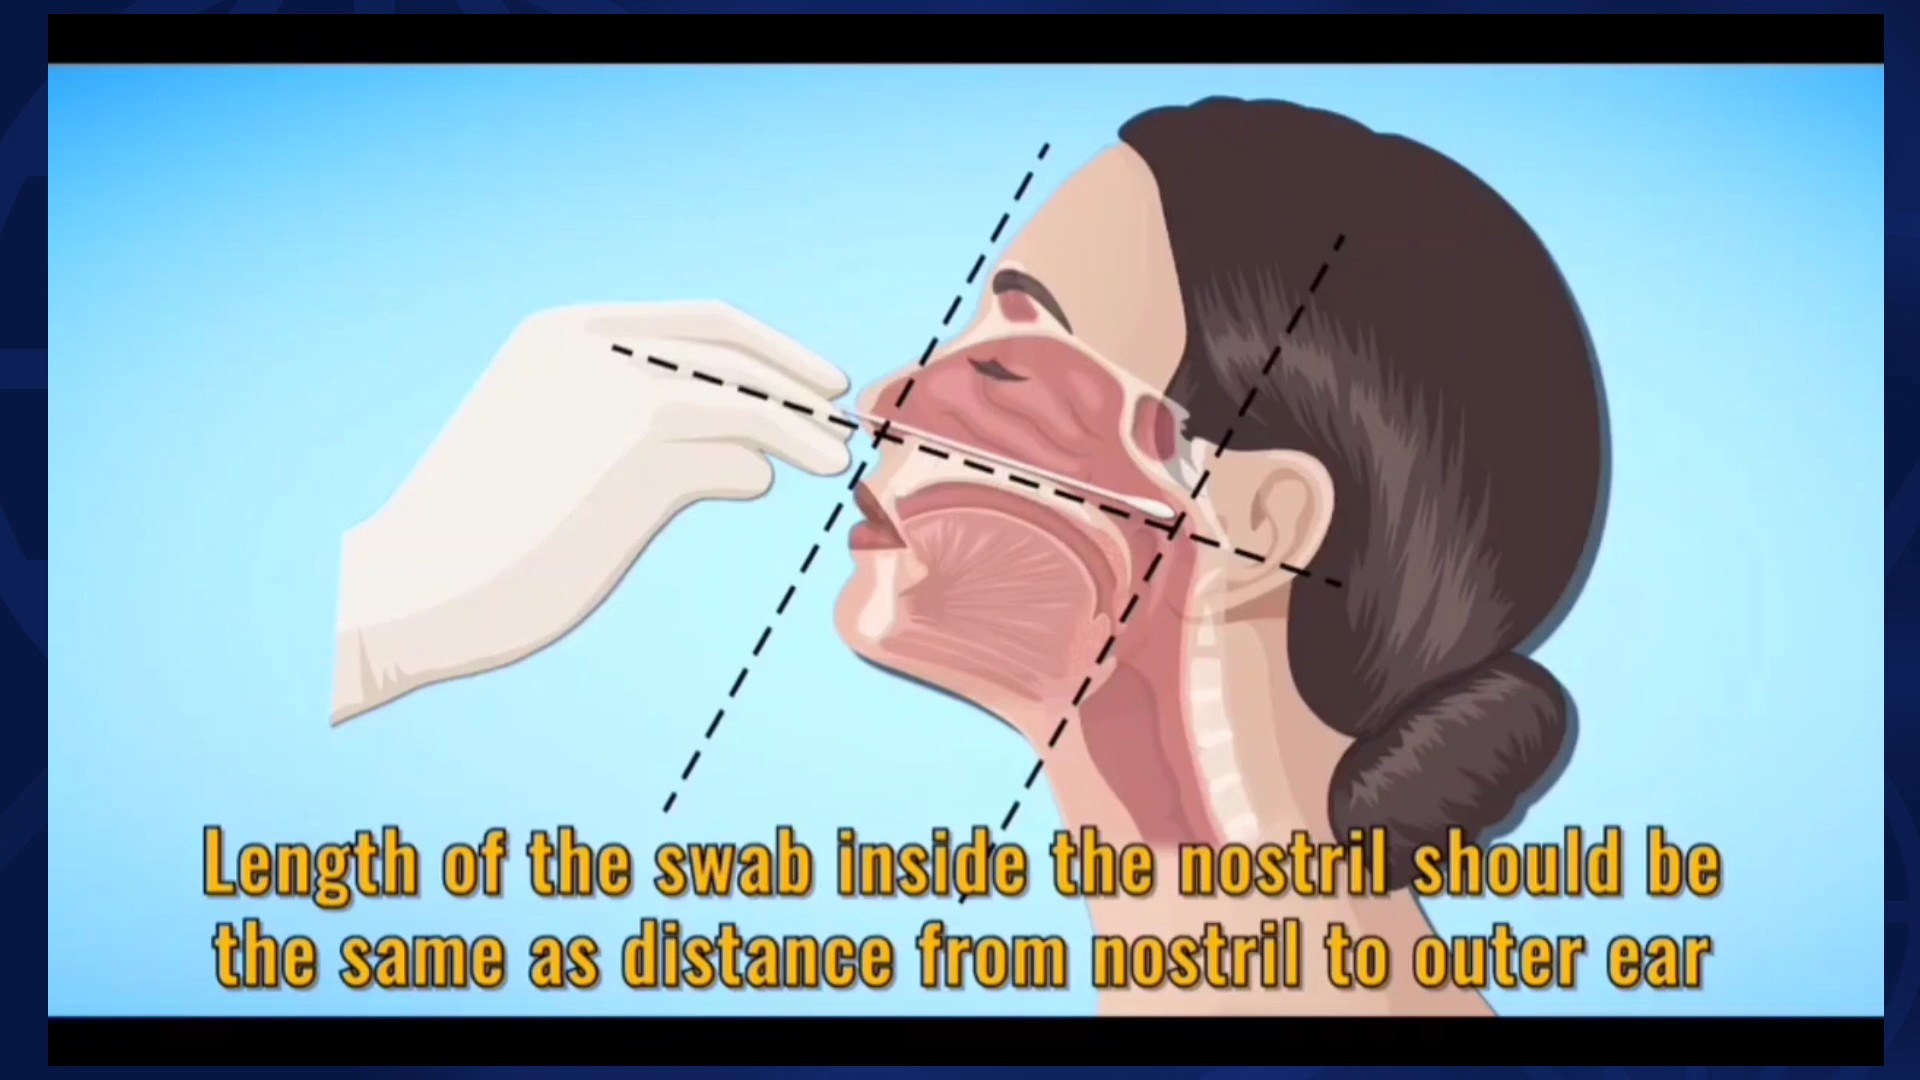 Length of the swab inside the nostril should be
the same as distance from nostril to outer ear